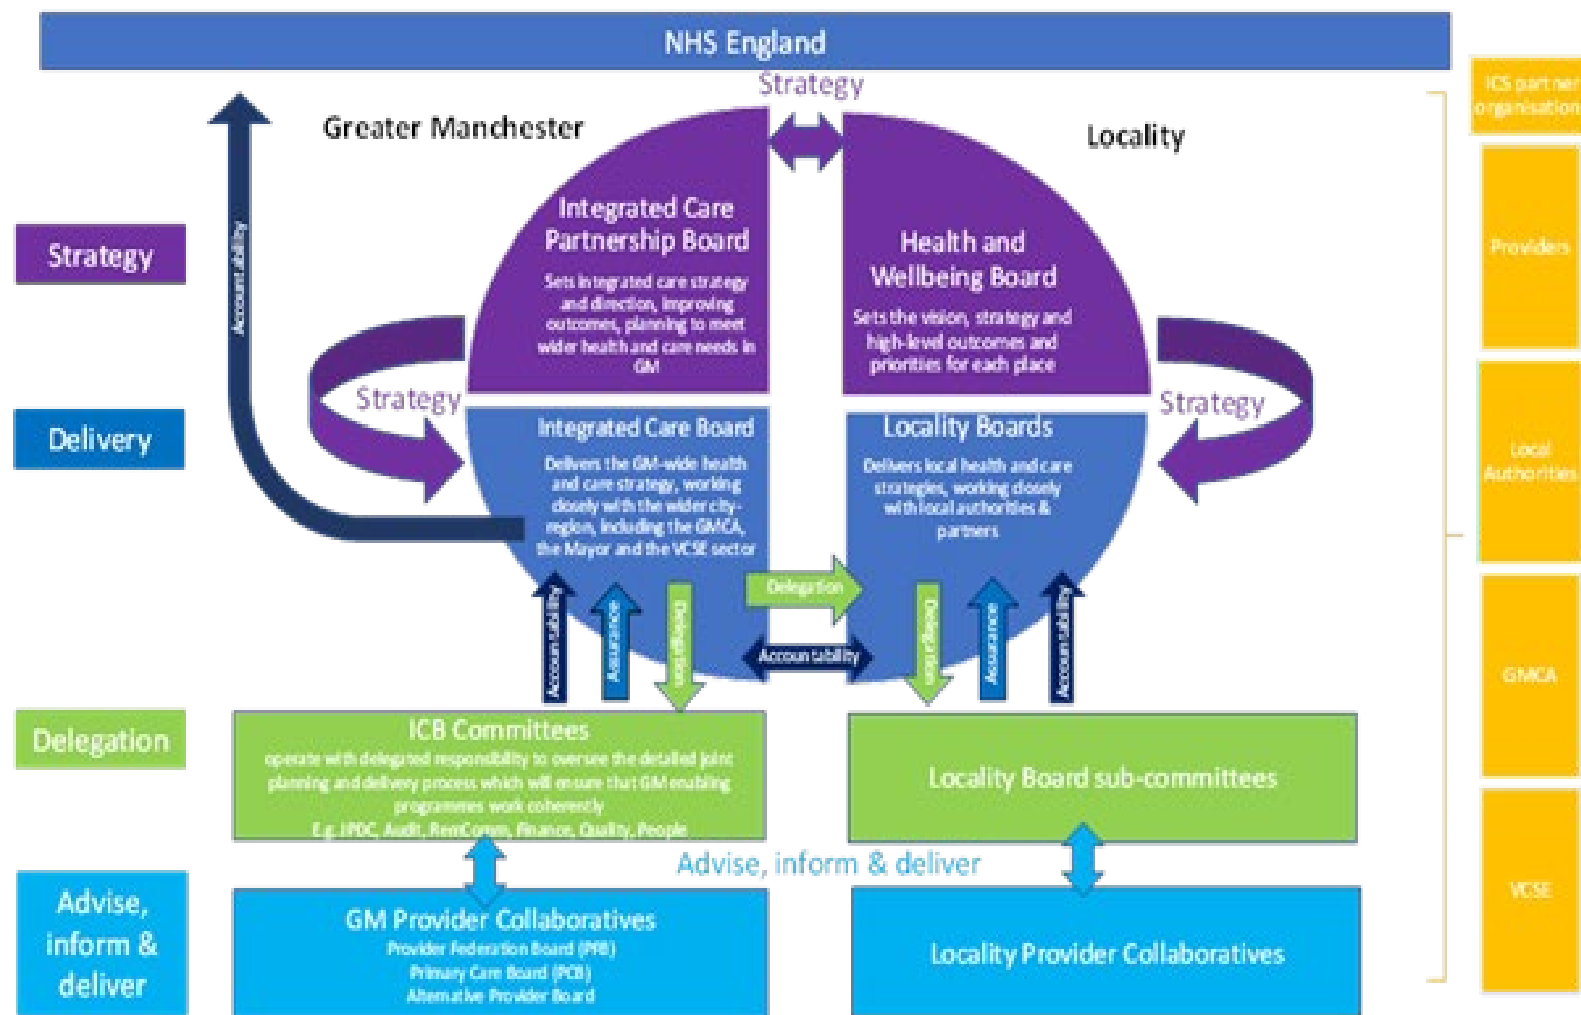 NHS England
Strategy
ICS partner
organisation
Greater Manchester
Locality
Integrated Care
Partnership Board
Sets integrated care strategy
and direction, improving
outcomes, planning to meet
wider health and care needs in
GM
Health and
Wellbeing Board
Sets the vision, strategy and
high-level outcomes and
priorities for each place
Strategy
Accountability
Providers
Strategy
Strategy
Delivery
Integrated Care Board
Delivers the GM-wide health
and care strategy, working
closely with the wider city-
region, including the GMCA,
the Mayor and the VCSE sector
Locality Boards
Delivers local health and care
strategies, working closely
with local authorities &
partners
Local
Authorities
Delegation
Accountability
Accountability
Assurance
Delegation
Delegation
Assurance
Accountability
GMCA
Delegation
ICB Committees
operate with delegated responsibility to oversee the detailed joint
planning and delivery process which will ensure that GM enabling
programmes work coherently
E.g. JPDC, Audit, RemComm, Finance, Quality, People
Locality Board sub-committees
Advise, inform & deliver
VCSE
Advise,
inform &
deliver
GM Provider Collaboratives
Provider Federation Board (PFB)
Primary Care Board (PCB)
Alternative Provider Board
Locality Provider Collaboratives